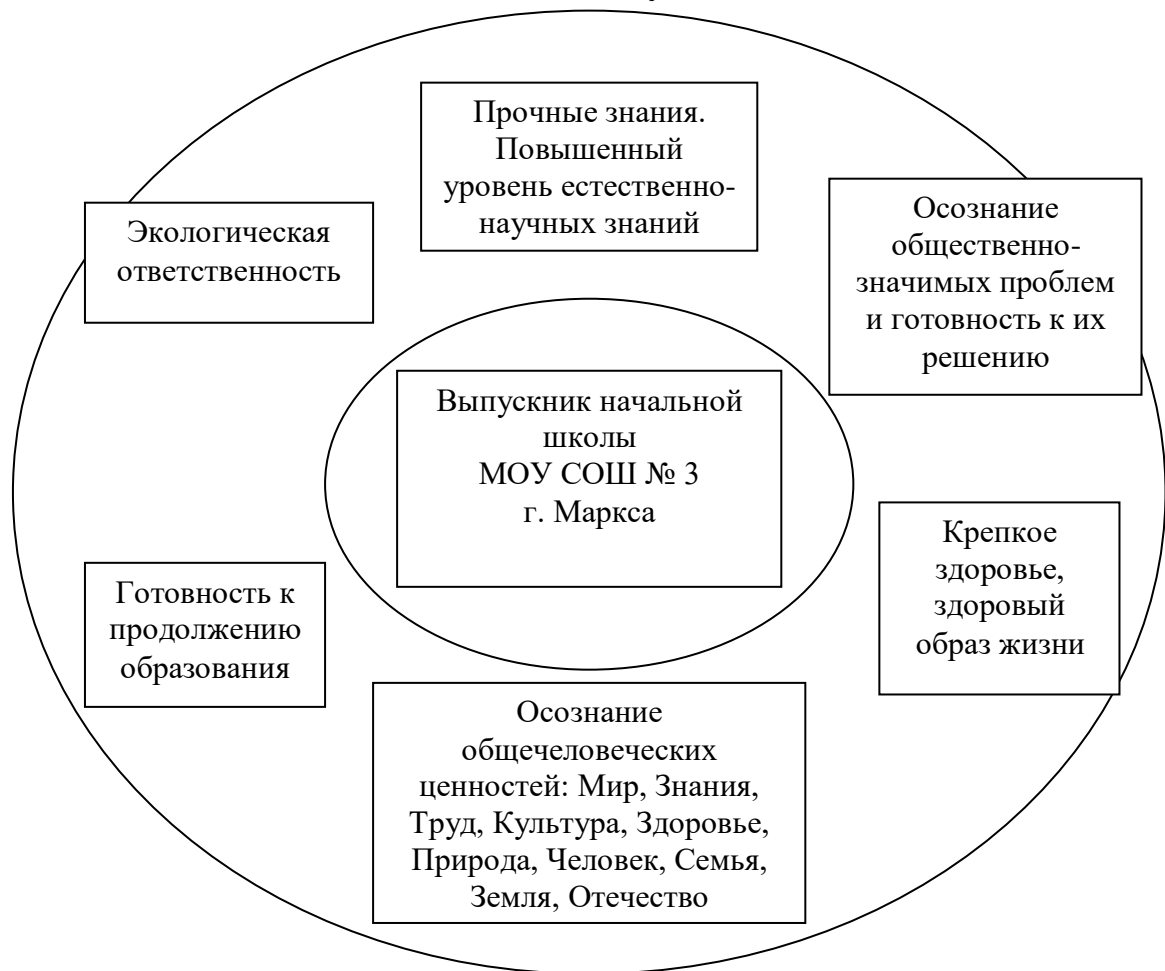 Прочные знания.
Повышенный
уровень естественно-
научных знаний
Экологическая
ответственность
Осознание
общественно-
значимых проблем
и готовность к их
решению
Выпускник начальной
школы
МОУ СОШ № 3
г. Маркса
Крепкое
здоровье,
здоровый
образ жизни
Готовность к
продолжению
образования
Осознание
общечеловеческих
ценностей: Мир, Знания,
Труд, Культура, Здоровье,
Природа, Человек, Семья,
Земля, Отечество